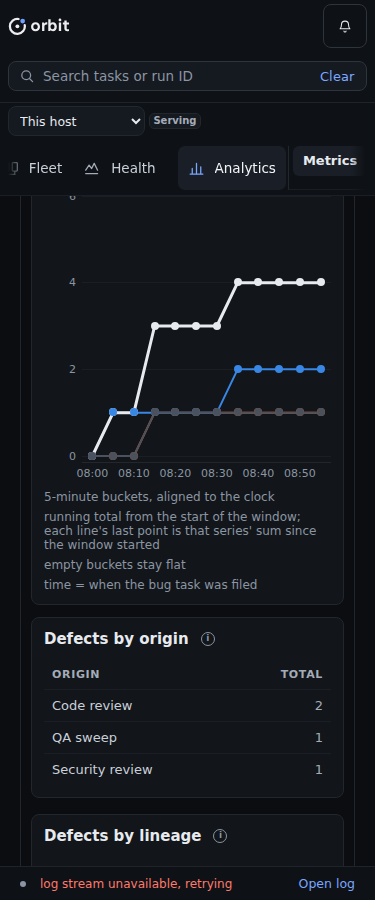 orbit
Search tasks or run ID Clear
This host Serving
Fleet Health Analytics Metrics
6
4
2
0
08:00 08:10 08:20 08:30 08:40 08:50
5-minute buckets, aligned to the clock
running total from the start of the window;
each line's last point is that series' sum since
the window started
empty buckets stay flat
time = when the bug task was filed
Defects by origin
ORIGIN TOTAL
Code review 2
QA sweep 1
Security review 1
Defects by lineage
log stream unavailable, retrying Open log